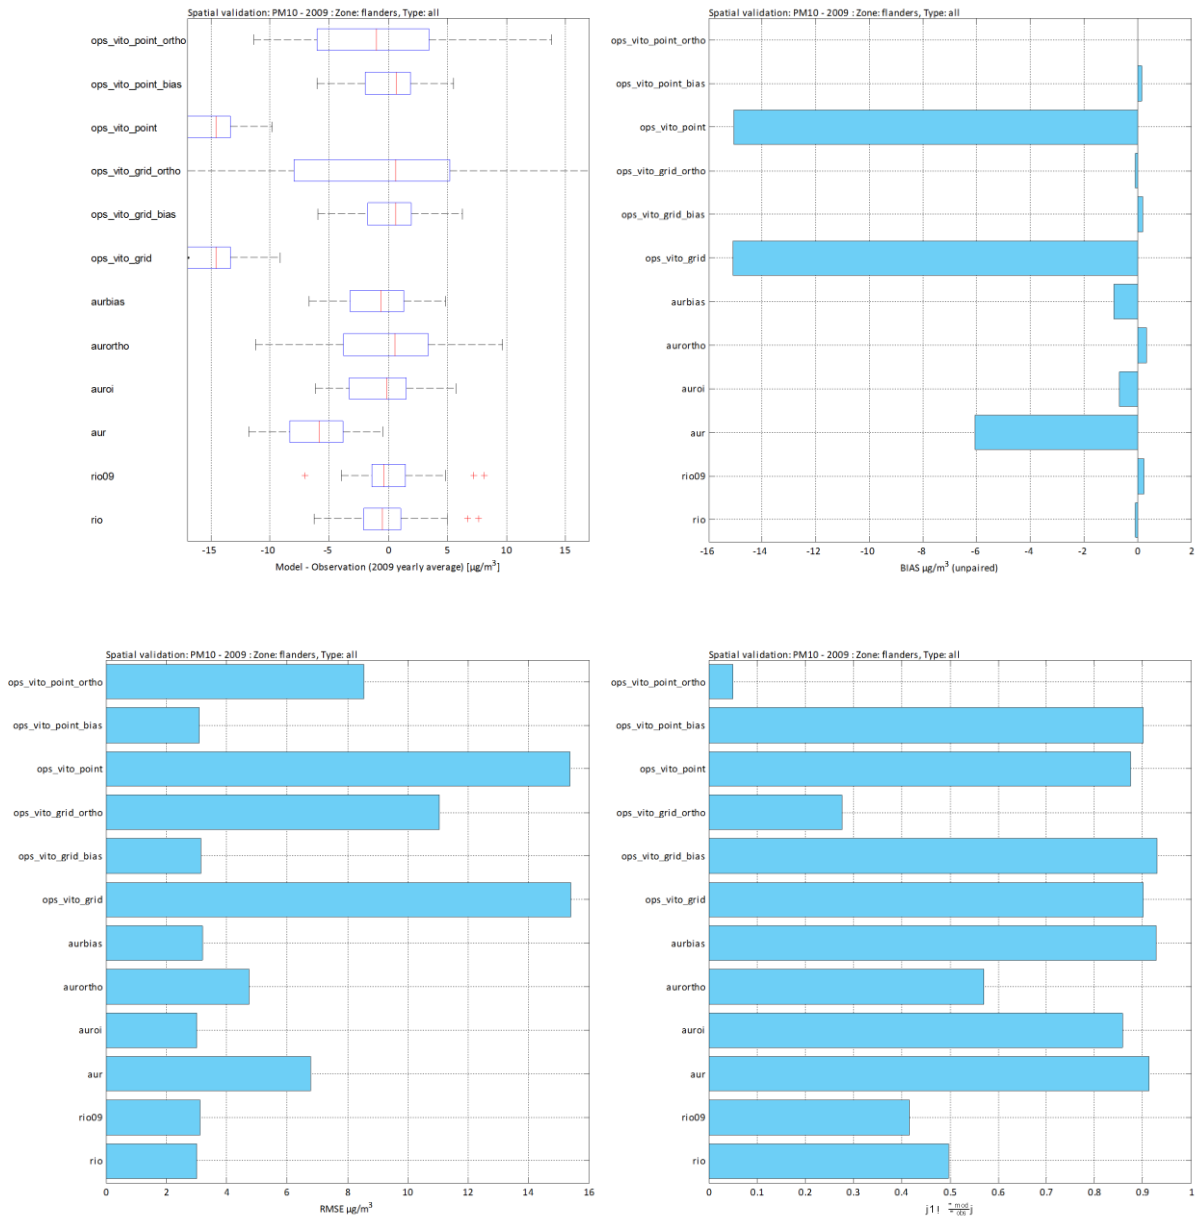 Spatial validation: PM10 - 2009 : Zone: flanders, Type: all
ops_vito_point_ortho
ops_vito_point_bias
ops_vito_point
ops_vito_grid_ortho
ops_vito_grid_bias
ops_vito_grid
aurbias
aurortho
auroi
aur
rio09
rio
-15 -10 -5 0 5 10 15
Model - Observation (2009 yearly average) [µg/m³]
Spatial validation: PM10 - 2009 : Zone: flanders, Type: all
ops_vito_point_ortho
ops_vito_point_bias
ops_vito_point
ops_vito_grid_ortho
ops_vito_grid_bias
ops_vito_grid
aurbias
aurortho
auroi
aur
rio09
rio
-16 -14 -12 -10 -8 -6 -4 -2 0 2
BIAS µg/m³ (unpaired)
Spatial validation: PM10 - 2009 : Zone: flanders, Type: all
ops_vito_point_ortho
ops_vito_point_bias
ops_vito_point
ops_vito_grid_ortho
ops_vito_grid_bias
ops_vito_grid
aurbias
aurortho
auroi
aur
rio09
rio
0 2 4 6 8 10 12 14 16
RMSE µg/m³
Spatial validation: PM10 - 2009 : Zone: flanders, Type: all
ops_vito_point_ortho
ops_vito_point_bias
ops_vito_point
ops_vito_grid_ortho
ops_vito_grid_bias
ops_vito_grid
aurbias
aurortho
auroi
aur
rio09
rio
0 0.1 0.2 0.3 0.4 0.5 0.6 0.7 0.8 0.9 1